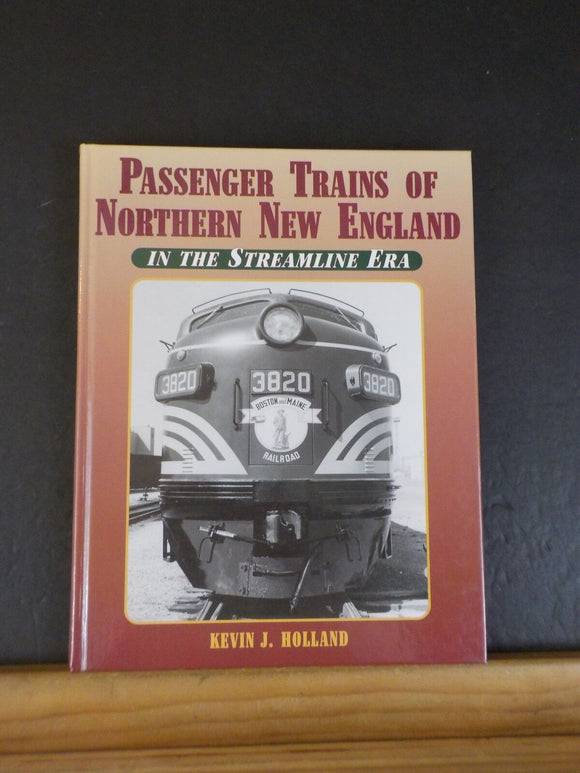 PASSENGER TRAINS OF
NORTHERN NEW ENGLAND
IN THE STREAMLINE ERA
3820
3820
3820
BOSTON AND MAINE
RAILROAD
KEVIN J. HOLLAND